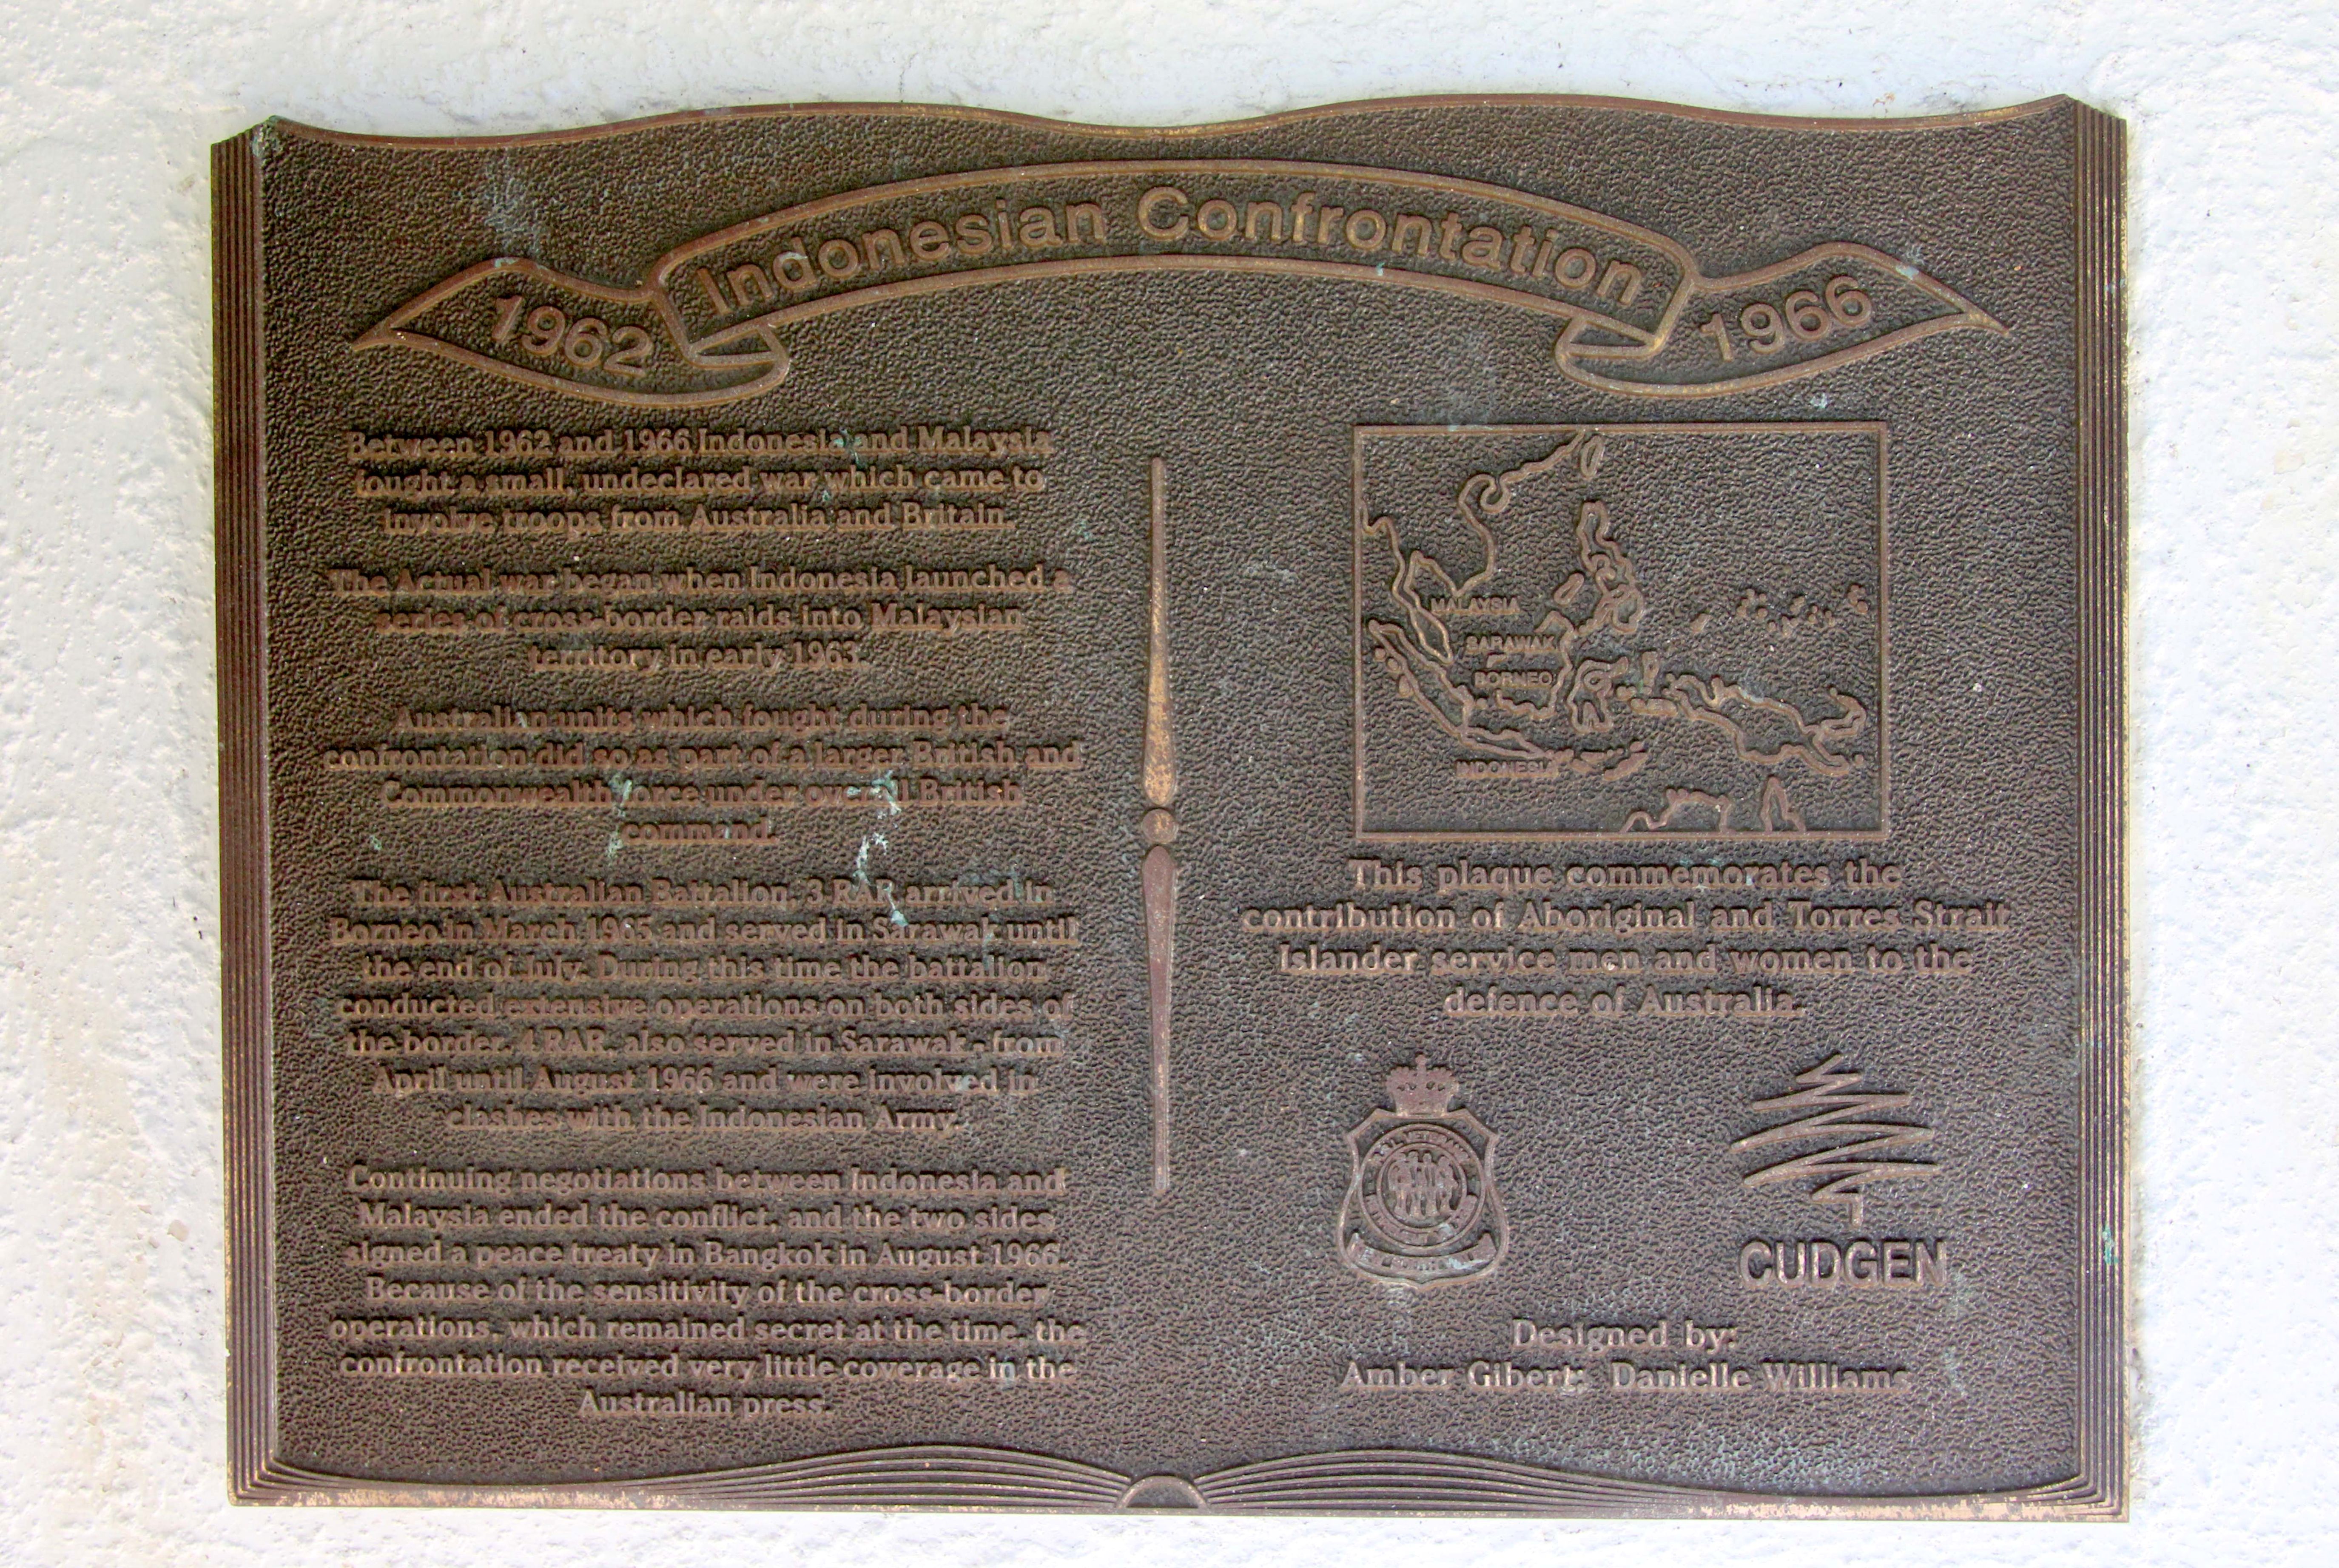 1962 Indonesian Confrontation 1966
Between 1962 and 1966 Indonesia and Malaysia
fought a small, undeclared war which came to
involve troops from Australia and Britain.
The Actual war began when Indonesia launched a
series of cross-border raids into Malaysian
territory in early 1963.
Australian units which fought during the
confrontation did so as part of a larger British and
Commonwealth force under overall British
command.
The first Australian Battalion, 3 RAR arrived in
Borneo in March 1965 and served in Sarawak until
the end of July. During this time the battalion
conducted extensive operations on both sides of
the border. 4 RAR. also served in Sarawak - from
April until August 1966 and were involved in
clashes with the Indonesian Army.
Continuing negotiations between Indonesia and
Malaysia ended the conflict, and the two sides
signed a peace treaty in Bangkok in August 1966.
Because of the sensitivity of the cross-border
operations, which remained secret at the time, the
confrontation received very little coverage in the
Australian press.
MALAYSIA
SARAWAK
BORNEO
INDONESIA
This plaque commemorates the
contribution of Aboriginal and Torres Strait
Islander service men and women to the
defence of Australia.
CUDGEN
Designed by:
Amber Gibert; Danielle Williams